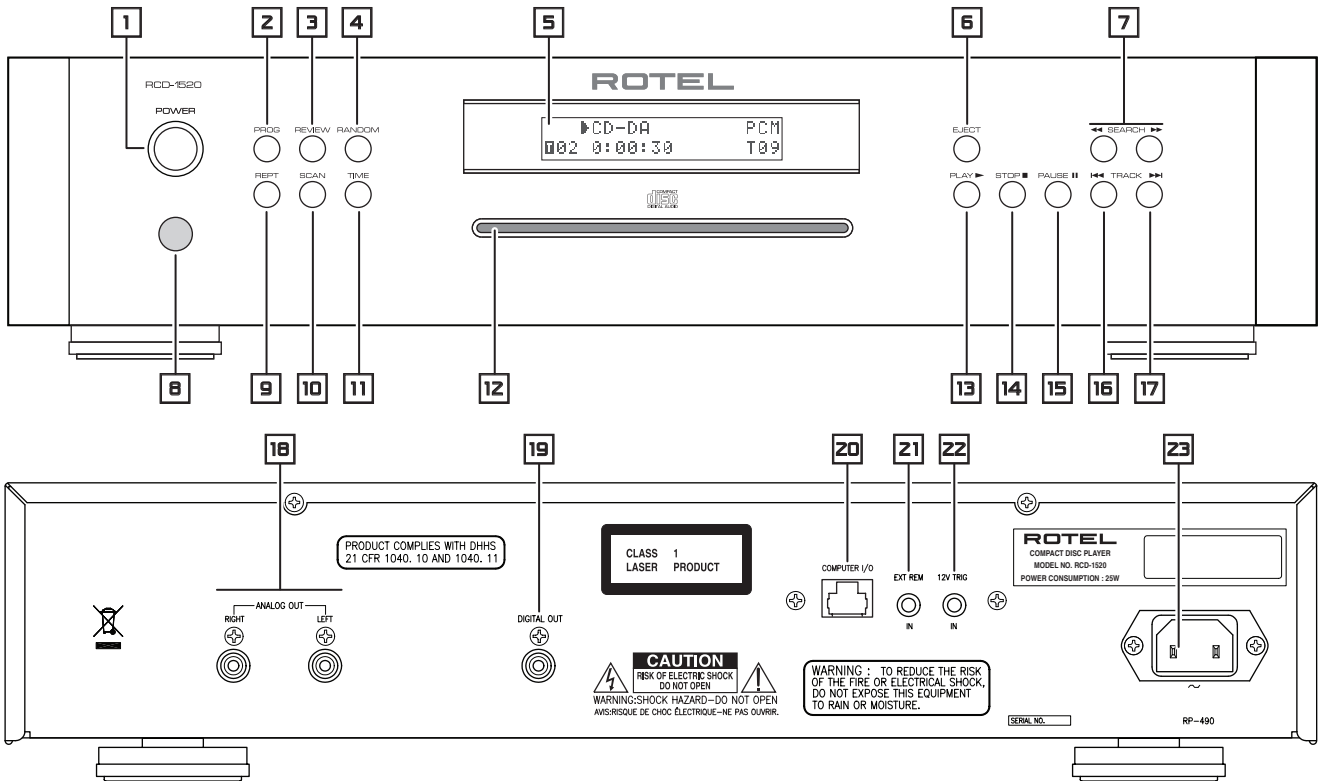 1 2 3 4 5 6 7
RCD-1520
ROTEL
POWER
PROG REVIEW RANDOM
▶CD-DA PCM
T02 0:00:30 T09
EJECT
◀◀ SEARCH ▶▶
REPT SCAN TIME
COMPACT
disc
DIGITAL AUDIO
PLAY ▶ STOP ■ PAUSE II I◀◀ TRACK ▶▶I
8 9 10 11 12 13 14 15 16 17
18 19 20 21 22 23
PRODUCT COMPLIES WITH DHHS
21 CFR 1040. 10 AND 1040. 11
CLASS 1
LASER PRODUCT
COMPUTER I/O
EXT REM
IN
12V TRIG
IN
ROTEL
COMPACT DISC PLAYER
MODEL NO. RCD-1520
POWER CONSUMPTION : 25W
ANALOG OUT
RIGHT LEFT
DIGITAL OUT
CAUTION
RISK OF ELECTRIC SHOCK
DO NOT OPEN
WARNING:SHOCK HAZARD-DO NOT OPEN
AVIS:RISQUE DE CHOC ÉLECTRIQUE-NE PAS OUVRIR.
WARNING : TO REDUCE THE RISK
OF THE FIRE OR ELECTRICAL SHOCK,
DO NOT EXPOSE THIS EQUIPMENT
TO RAIN OR MOISTURE.
~
SERIAL NO.
RP-490